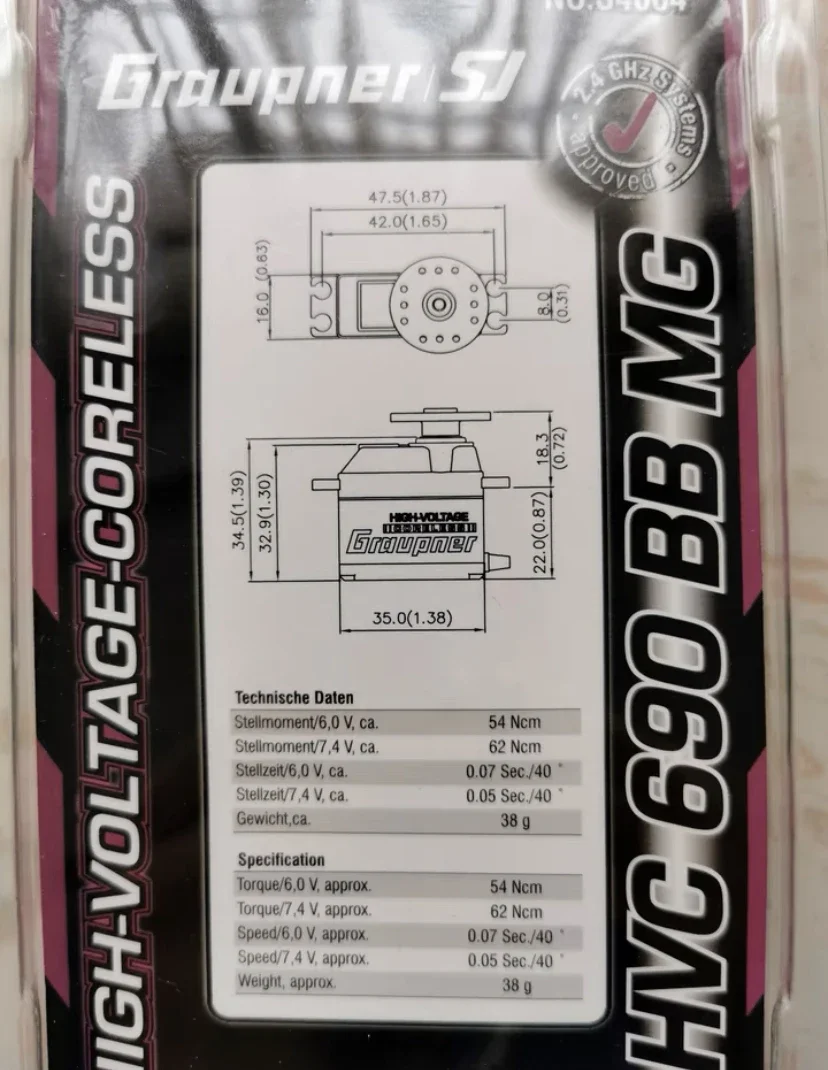 Graupner SJ
2.4 GHz Systems
approved
HIGH-VOLTAGE-CORELESS
HVC 690 BB MG
47.5(1.87)
42.0(1.65)
16.0 (0.63)
8.0
(0.31)
18.3
(0.72)
34.5(1.39)
32.9(1.30)
22.0(0.87)
HIGH-VOLTAGE
CORELESS
Graupner
35.0(1.38)
Technische Daten
Stellmoment/6,0 V, ca. 54 Ncm
Stellmoment/7,4 V, ca. 62 Ncm
Stellzeit/6,0 V, ca. 0.07 Sec./40 °
Stellzeit/7,4 V, ca. 0.05 Sec./40 °
Gewicht,ca. 38 g
Specification
Torque/6,0 V, approx. 54 Ncm
Torque/7,4 V, approx. 62 Ncm
Speed/6,0 V, approx. 0.07 Sec./40 °
Speed/7,4 V, approx. 0.05 Sec./40 °
Weight, approx. 38 g